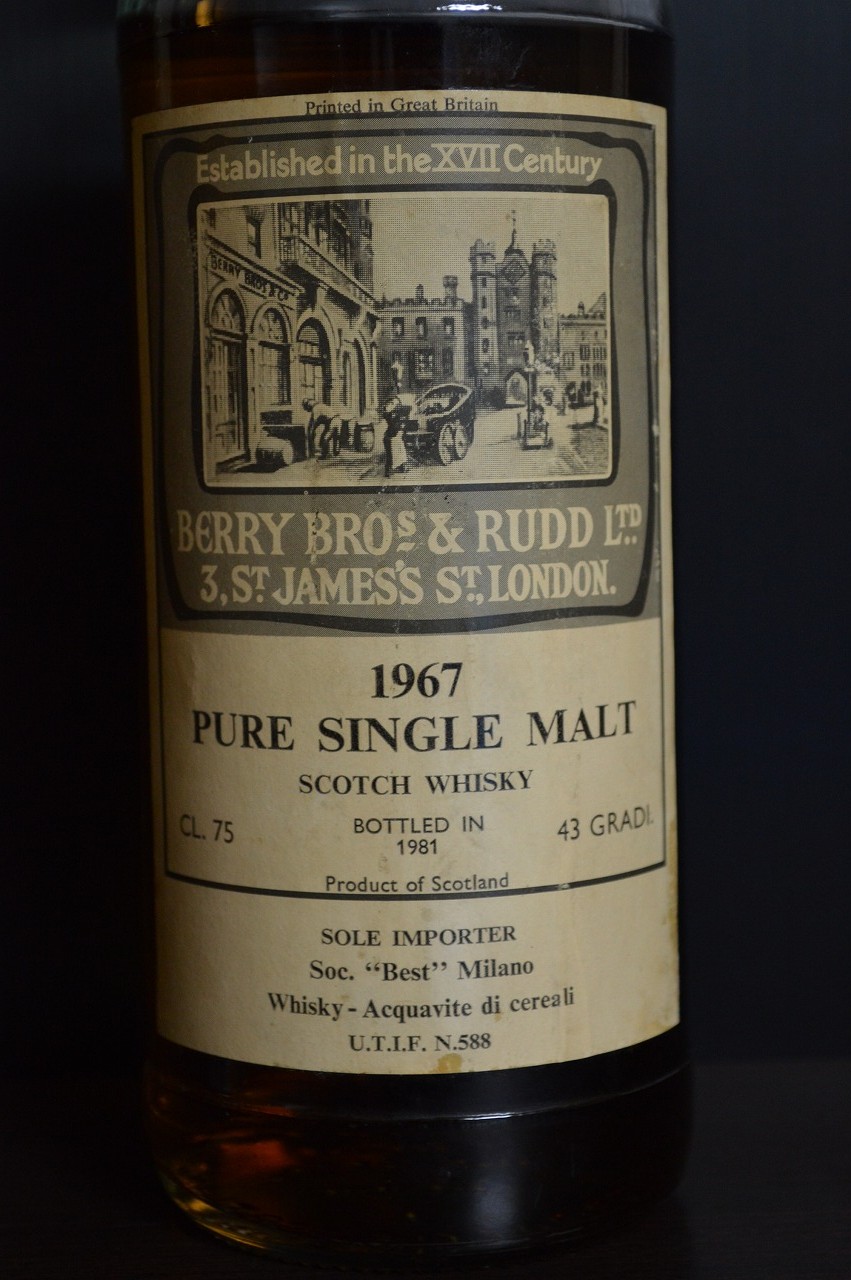 Printed in Great Britain
Established in the XVII Century
BERRY BROS & Co
BERRY BROS & RUDD LTD.
3, ST. JAMES'S ST., LONDON.
1967
PURE SINGLE MALT
SCOTCH WHISKY
CL. 75
BOTTLED IN
1981
43 GRADI.
Product of Scotland
SOLE IMPORTER
Soc. “Best” Milano
Whisky - Acquavite di cereali
U.T.I.F. N.588